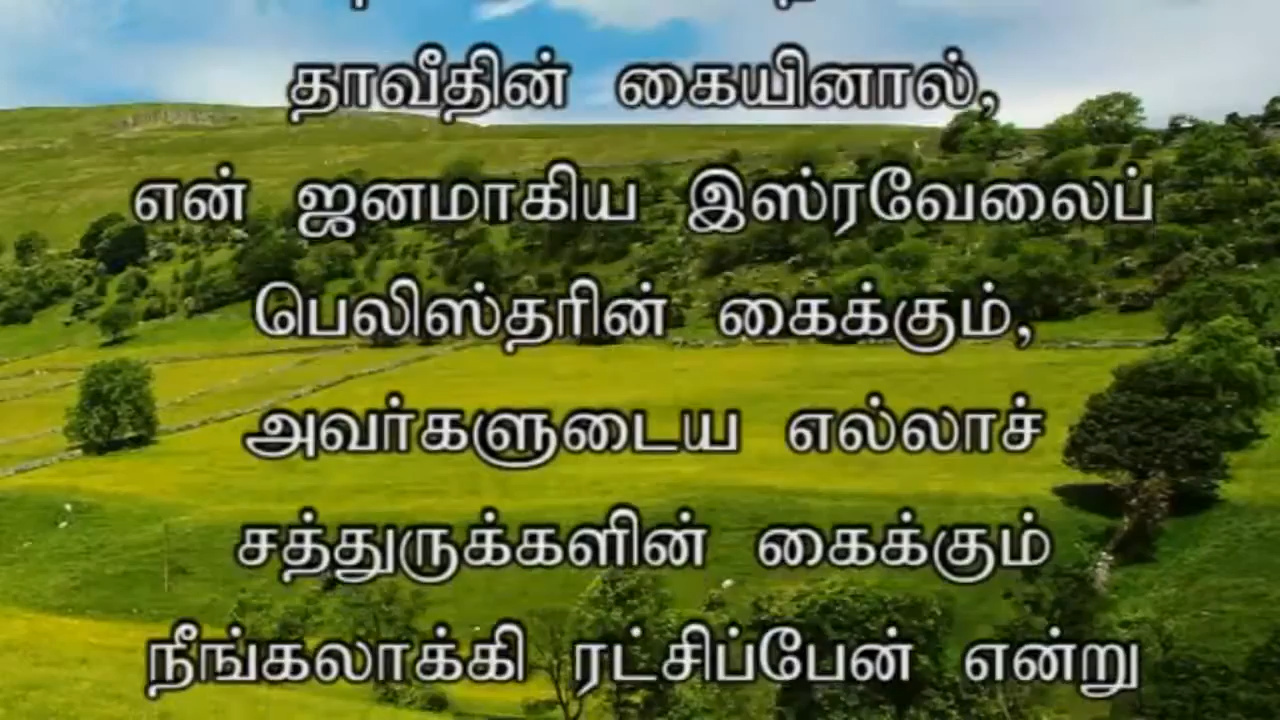 தாவீதின் கையினால்,
என் ஜனமாகிய இஸ்ரவேலைப்
பெலிஸ்தரின் கைக்கும்,
அவர்களுடைய எல்லாச்
சத்துருக்களின் கைக்கும்
நீங்கலாக்கி ரட்சிப்பேன் என்று